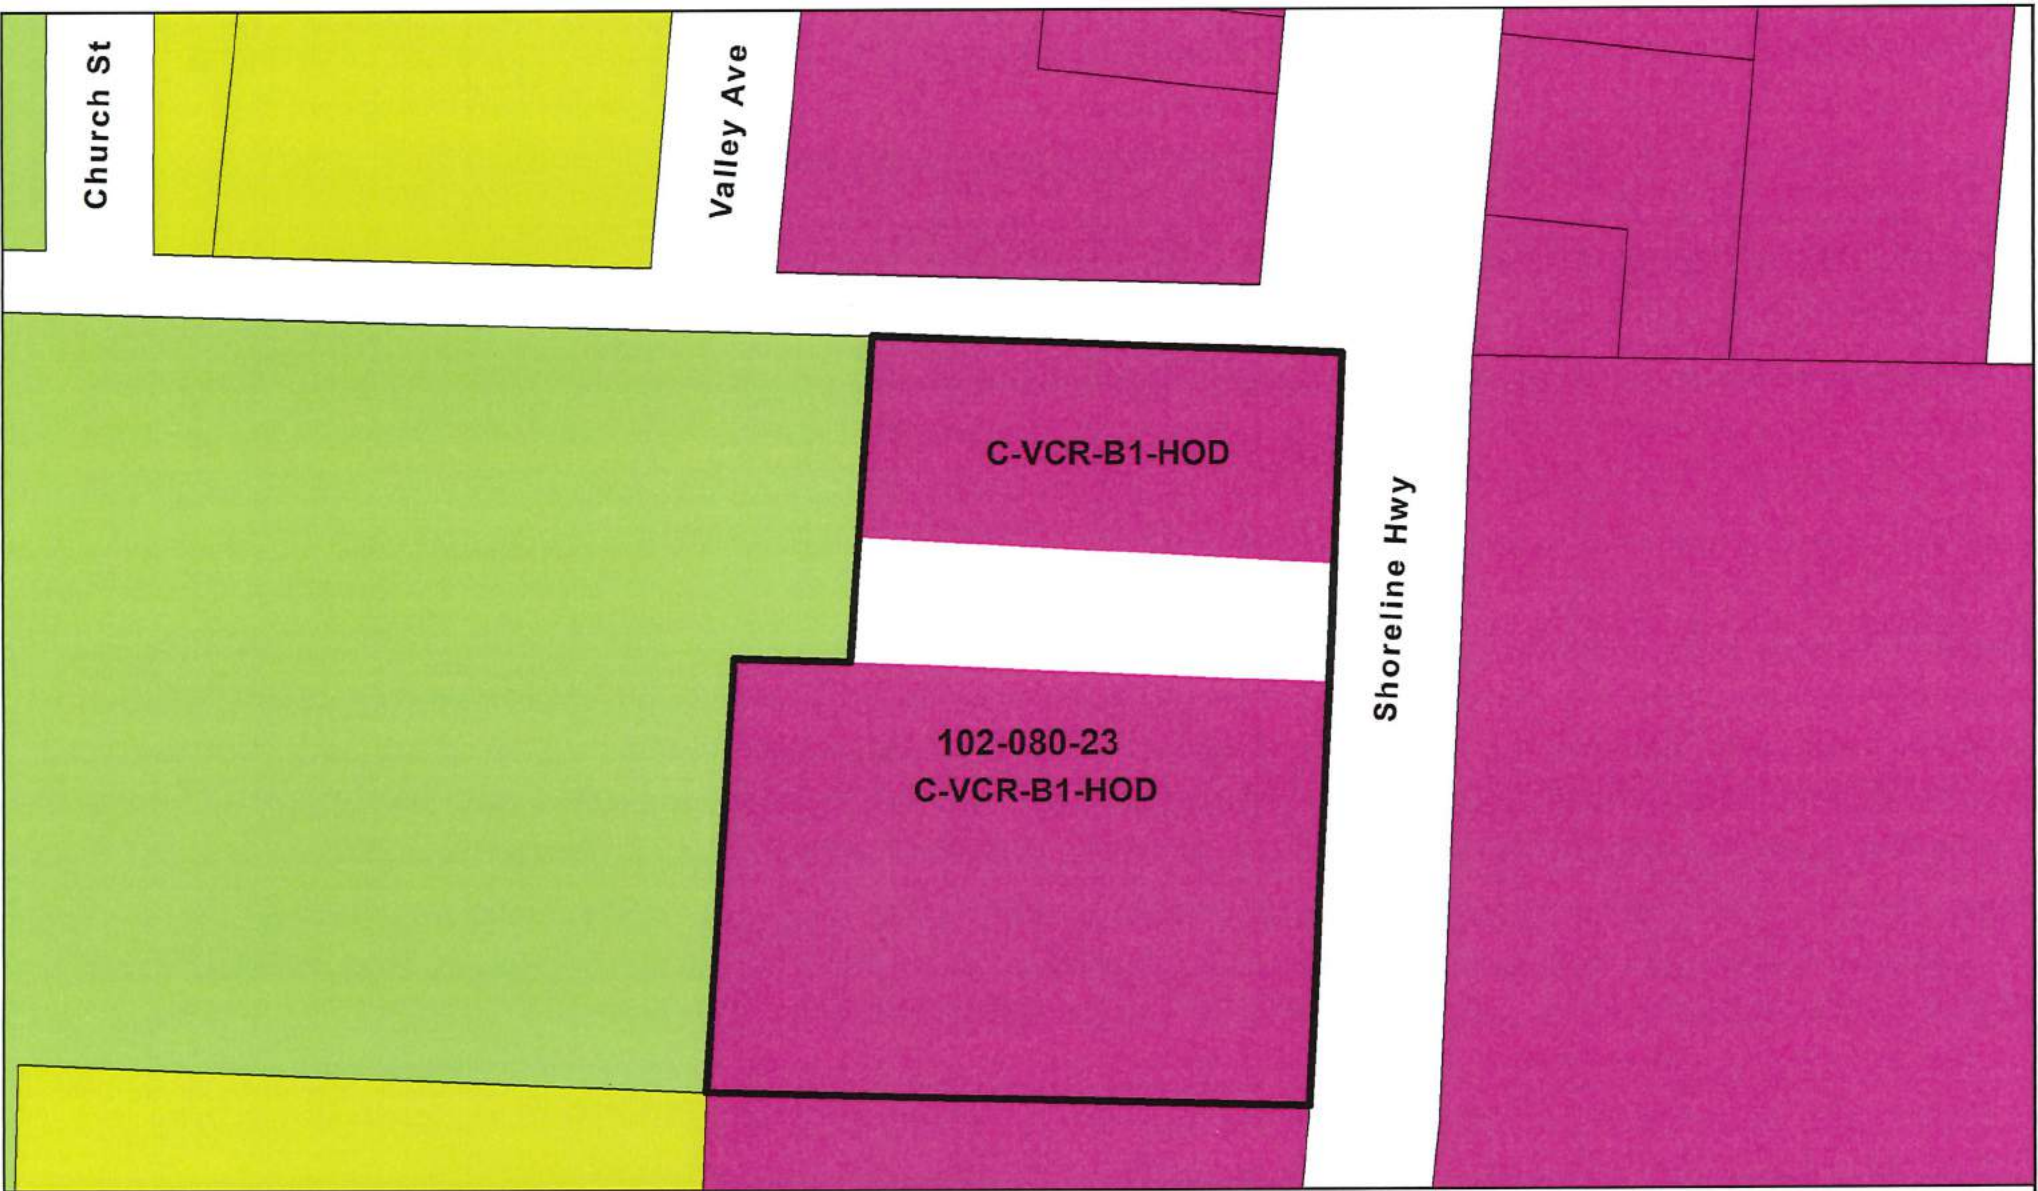 Church St
Valley Ave
C-VCR-B1-HOD
Shoreline Hwy
102-080-23
C-VCR-B1-HOD